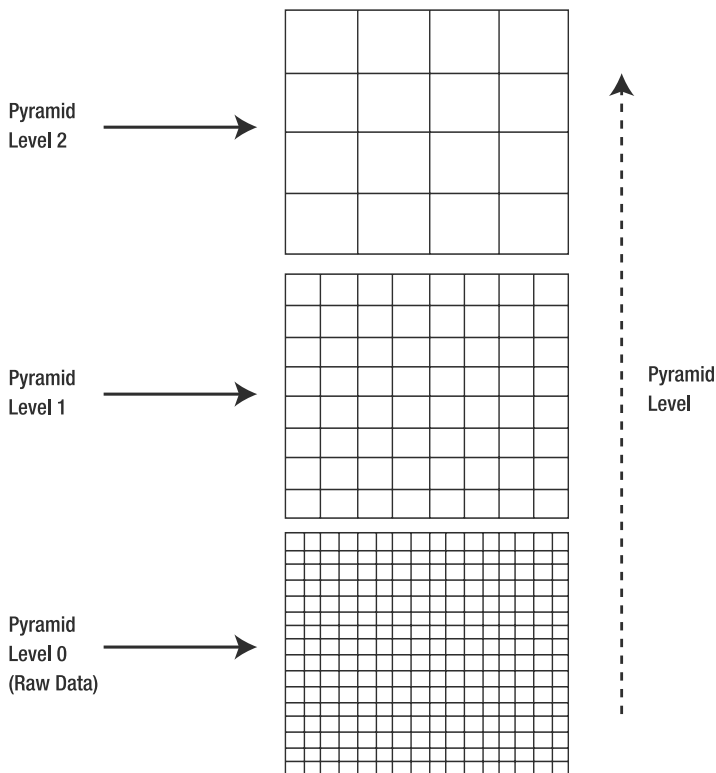 Pyramid
Level 2
Pyramid
Level 1
Pyramid
Level
Pyramid
Level 0
(Raw Data)